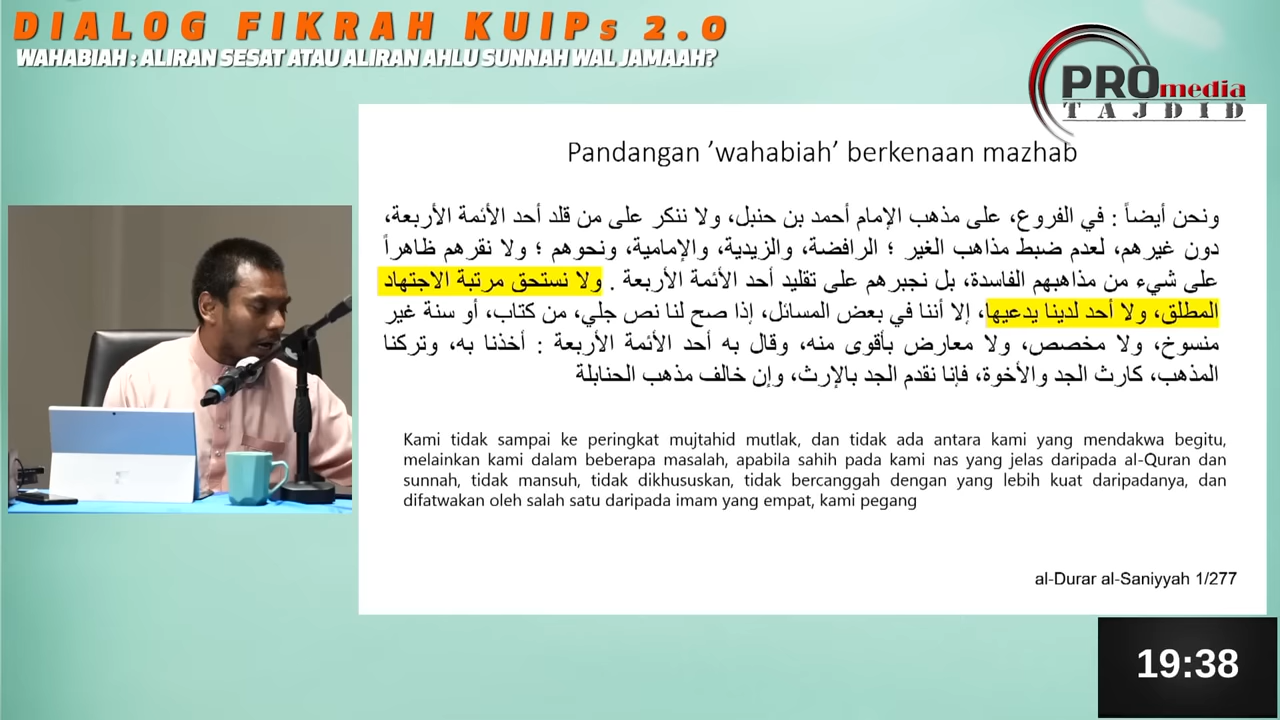 DIALOG FIKRAH KUIPs 2.0
WAHABIAH : ALIRAN SESAT ATAU ALIRAN AHLU SUNNAH WAL JAMAAH?
PROmedia
TAJDID
Pandangan ’wahabiah’ berkenaan mazhab
ونحن أيضاً : في الفروع، على مذهب الإمام أحمد بن حنبل، ولا ننكر على من قلد أحد الأئمة الأربعة،
دون غيرهم، لعدم ضبط مذاهب الغير ؛ الرافضة، والزيدية، والإمامية، ونحوهم ؛ ولا نقرهم ظاهراً
على شيء من مذاهبهم الفاسدة، بل نجبرهم على تقليد أحد الأئمة الأربعة . ولا نستحق مرتبة الاجتهاد
المطلق، ولا أحد لدينا يدعيها، إلا أننا في بعض المسائل، إذا صح لنا نص جلي، من كتاب، أو سنة غير
منسوخ، ولا مخصص، ولا معارض بأقوى منه، وقال به أحد الأئمة الأربعة : أخذنا به، وتركنا
المذهب، كارث الجد والأخوة، فإنا نقدم الجد بالإرث، وإن خالف مذهب الحنابلة
Kami tidak sampai ke peringkat mujtahid mutlak, dan tidak ada antara kami yang mendakwa begitu,
melainkan kami dalam beberapa masalah, apabila sahih pada kami nas yang jelas daripada al-Quran dan
sunnah, tidak mansuh, tidak dikhususkan, tidak bercanggah dengan yang lebih kuat daripadanya, dan
difatwakan oleh salah satu daripada imam yang empat, kami pegang
al-Durar al-Saniyyah 1/277
19:38